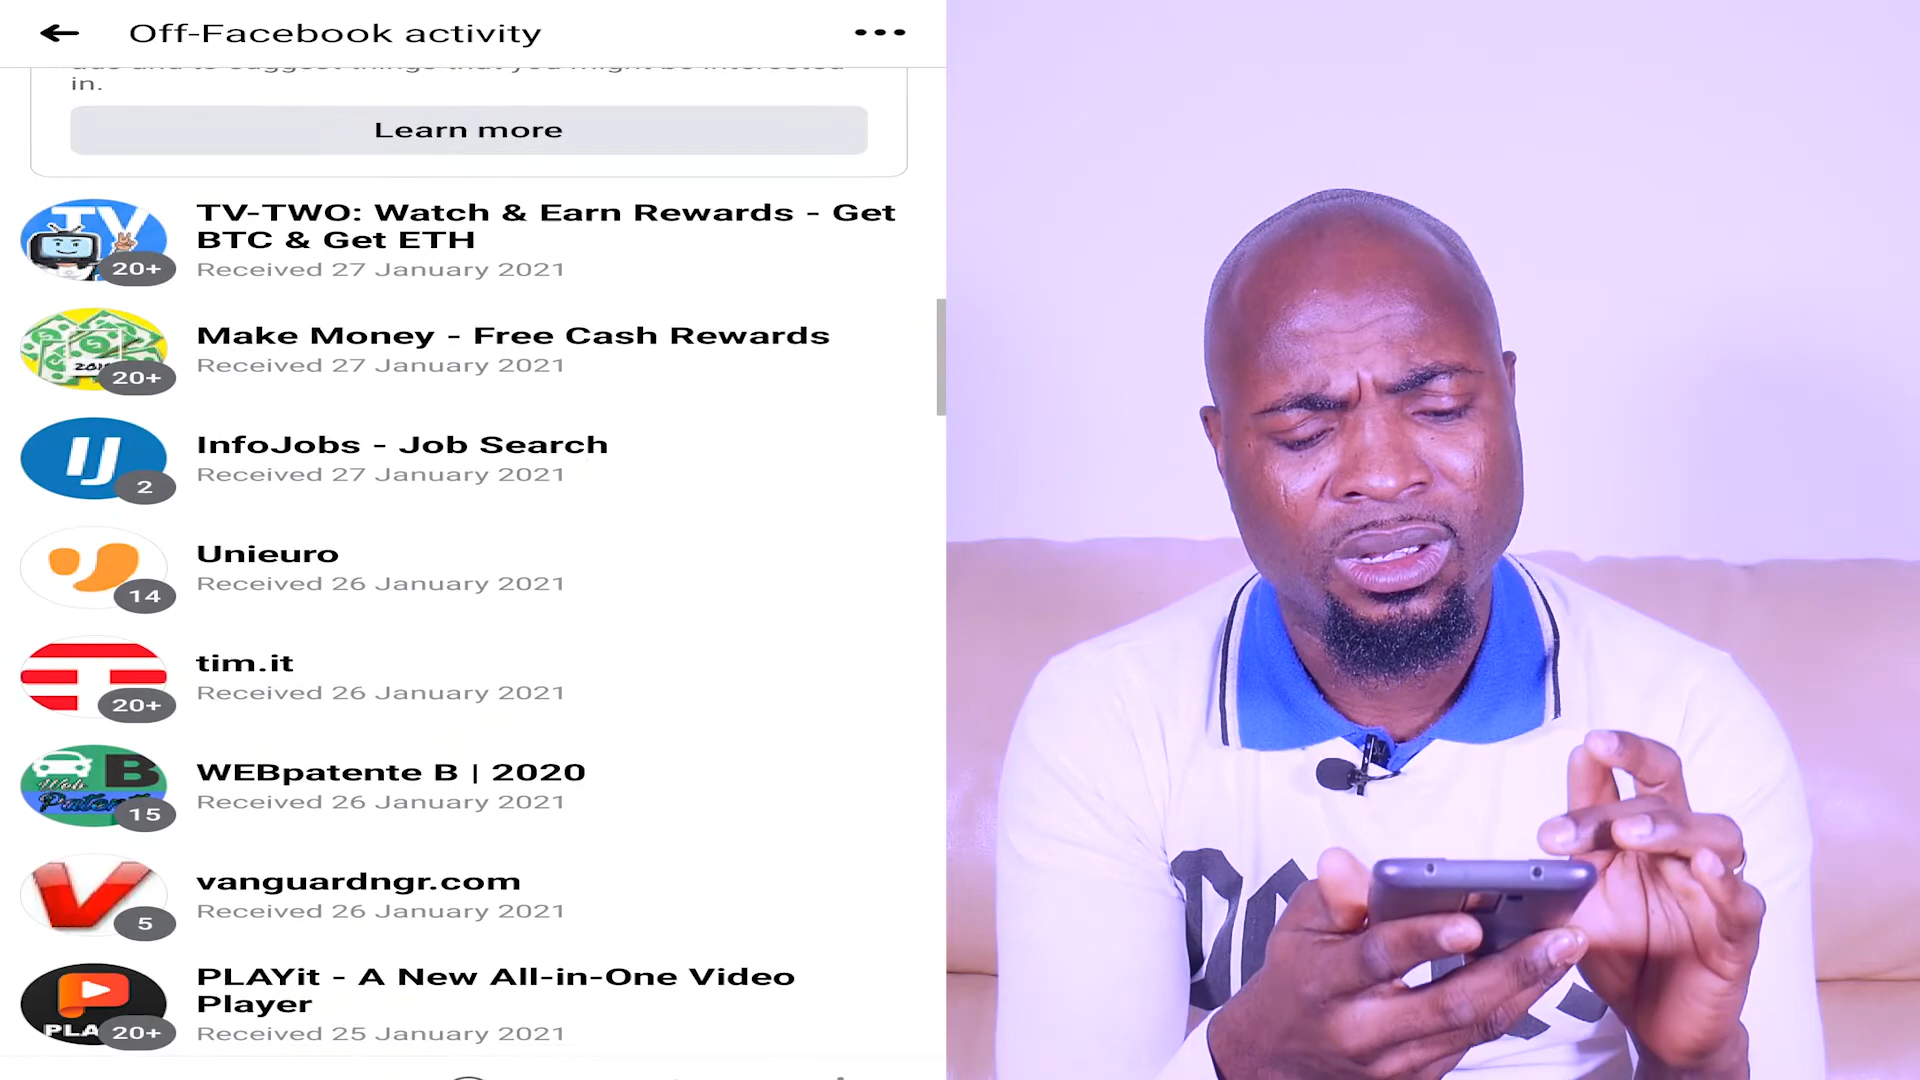 Off-Facebook activity
in.
Learn more
TV-TWO: Watch & Earn Rewards - Get
BTC & Get ETH
Received 27 January 2021
TV
20+
Make Money - Free Cash Rewards
Received 27 January 2021
20+
InfoJobs - Job Search
Received 27 January 2021
IJ
2
Unieuro
Received 26 January 2021
14
tim.it
Received 26 January 2021
20+
WEBpatente B | 2020
Received 26 January 2021
B
Web
15
vanguardngr.com
Received 26 January 2021
V
5
PLAYit - A New All-in-One Video
Player
Received 25 January 2021
PLA
20+